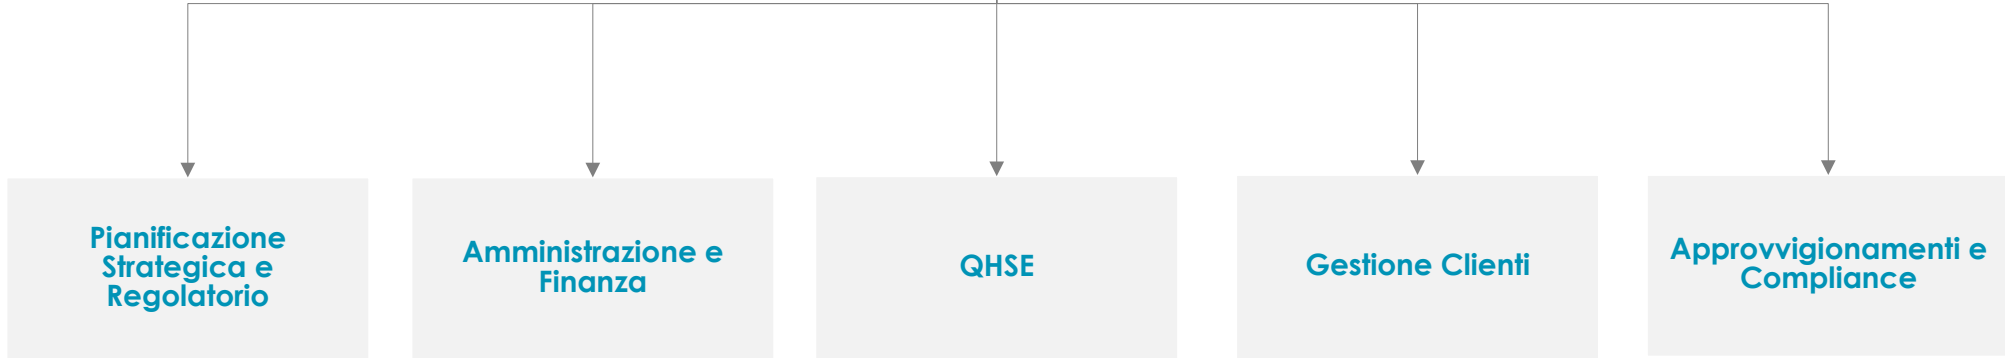 Pianificazione
Strategica e
Regolatorio
Amministrazione e
Finanza
QHSE
Gestione Clienti
Approvvigionamenti e
Compliance